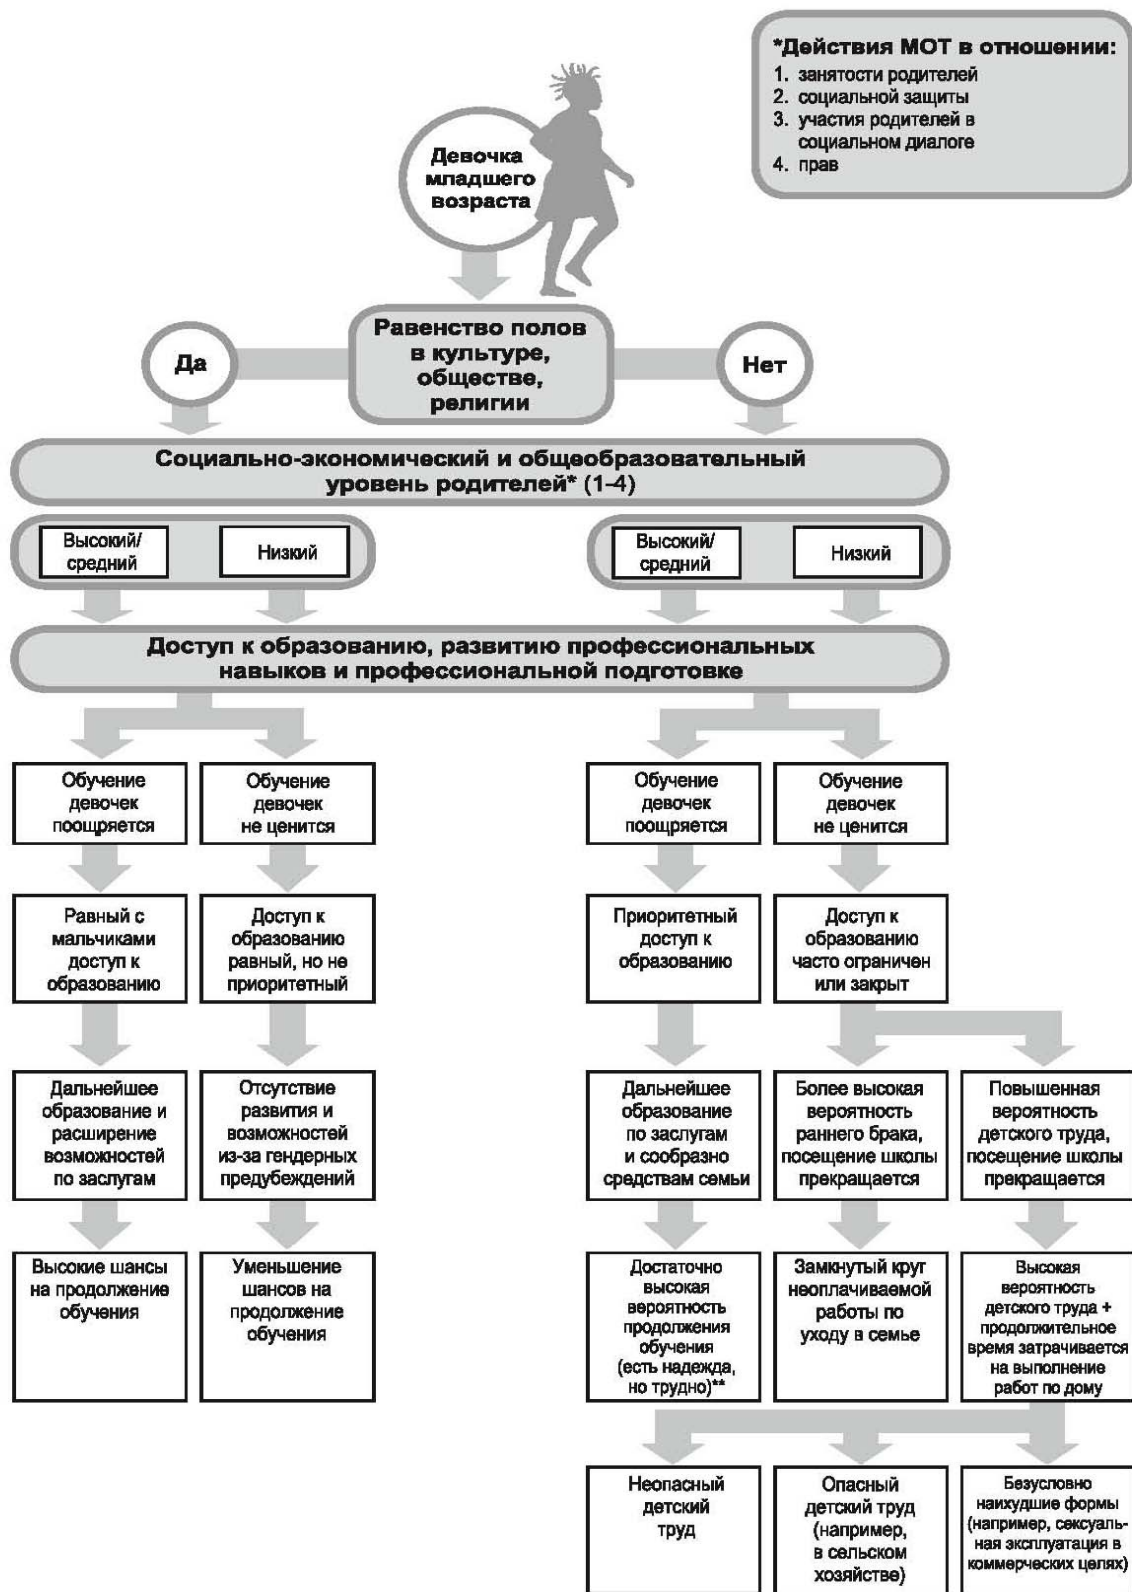 *Действия МОТ в отношении:
1. занятости родителей
2. социальной защиты
3. участия родителей в
социальном диалоге
4. прав
Девочка
младшего
возраста
Равенство полов
в культуре,
обществе,
религии
Да
Нет
Социально-экономический и общеобразовательный
уровень родителей* (1-4)
Высокий/
средний
Низкий
Высокий/
средний
Низкий
Доступ к образованию, развитию профессиональных
навыков и профессиональной подготовке
Обучение
девочек
поощряется
Обучение
девочек
не ценится
Обучение
девочек
поощряется
Обучение
девочек
не ценится
Равный с
мальчиками
доступ к
образованию
Доступ к
образованию
равный, но не
приоритетный
Приоритетный
доступ к
образованию
Доступ к
образованию
часто ограничен
или закрыт
Дальнейшее
образование и
расширение
возможностей
по заслугам
Отсутствие
развития и
возможностей
из-за гендерных
предубеждений
Дальнейшее
образование
по заслугам
и сообразно
средствам семьи
Более высокая
вероятность
раннего брака,
посещение школы
прекращается
Повышенная
вероятность
детского труда,
посещение школы
прекращается
Высокие шансы
на продолжение
обучения
Уменьшение
шансов на
продолжение
обучения
Достаточно
высокая
вероятность
продолжения
обучения
(есть надежда,
но трудно)**
Замкнутый круг
неоплачиваемой
работы по
уходу в семье
Высокая
вероятность
детского труда +
продолжительное
время затрачивается
на выполнение
работ по дому
Неопасный
детский
труд
Опасный
детский труд
(например,
в сельском
хозяйстве)
Безусловно
наихудшие формы
(например, сексуаль-
ная эксплуатация в
коммерческих целях)